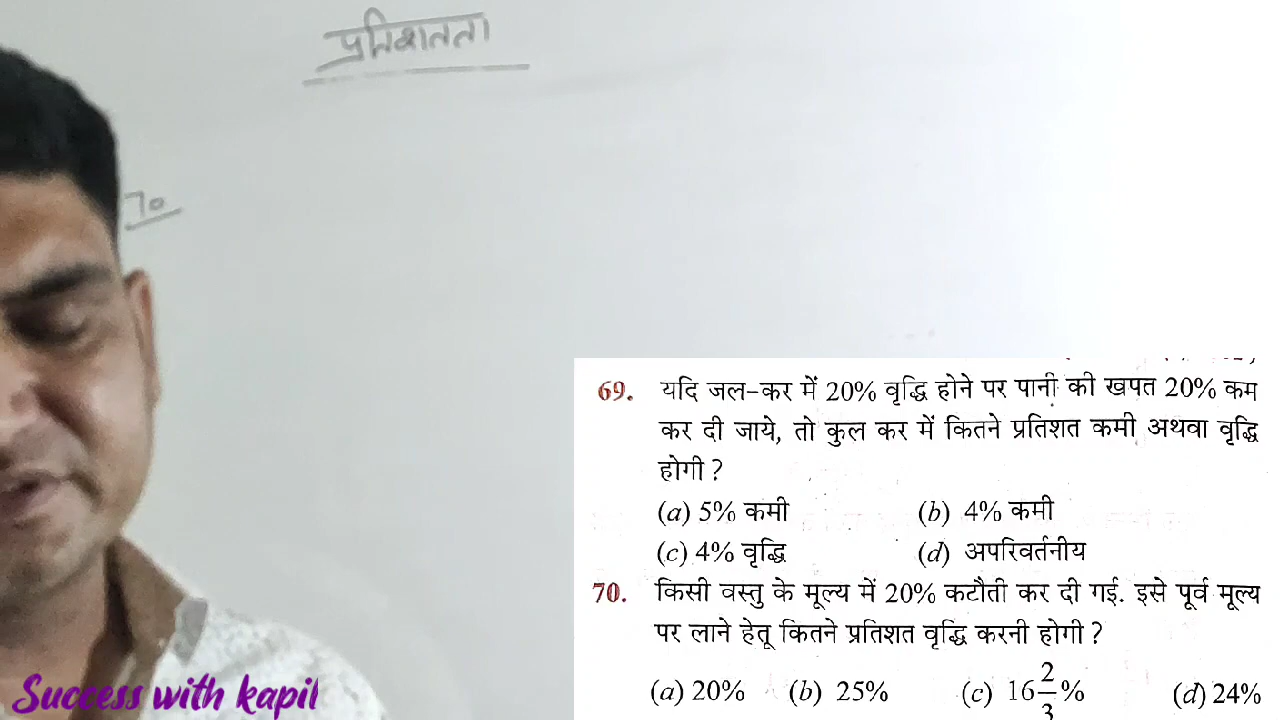 प्रतिशतता
70
69. यदि जल-कर में 20% वृद्धि होने पर पानी की खपत 20% कम
कर दी जाये, तो कुल कर में कितने प्रतिशत कमी अथवा वृद्धि
होगी ?
(a) 5% कमी (b) 4% कमी
(c) 4% वृद्धि (d) अपरिवर्तनीय
70. किसी वस्तु के मूल्य में 20% कटौती कर दी गई. इसे पूर्व मूल्य
पर लाने हेतू कितने प्रतिशत वृद्धि करनी होगी ?
(a) 20% (b) 25% (c) 16 2/3 % (d) 24%
Success with kapil